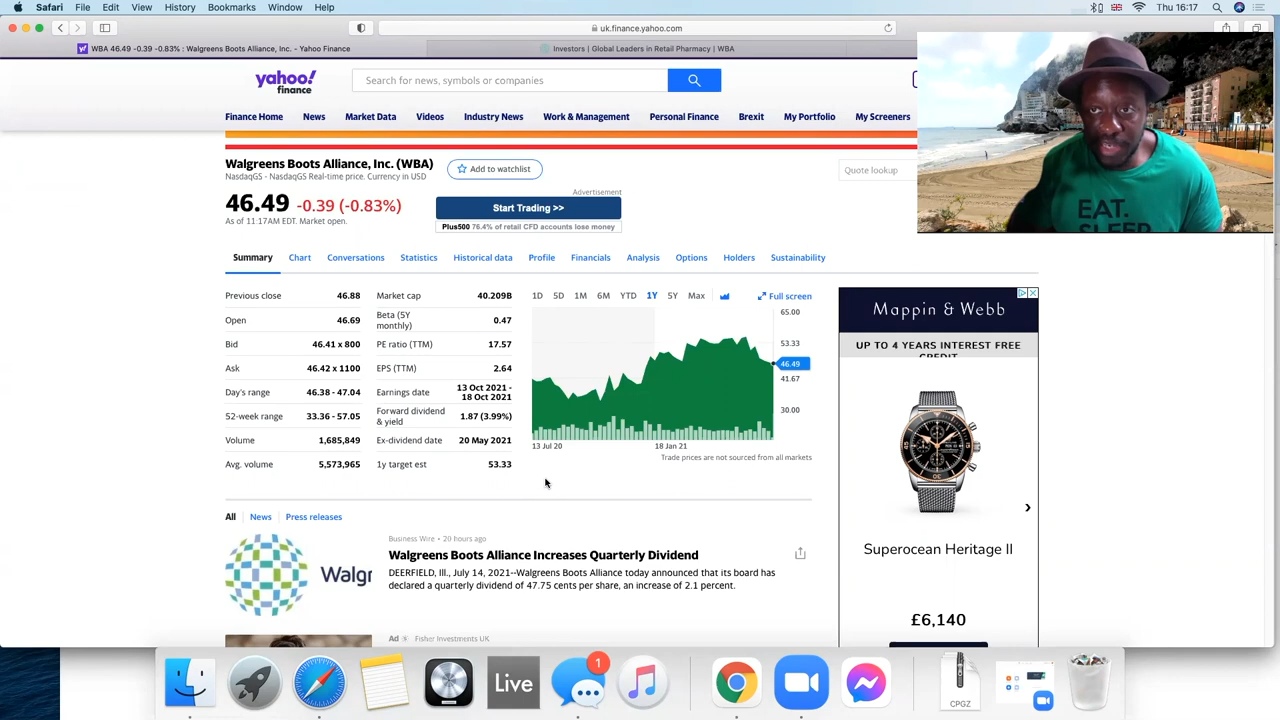 Safari File Edit View History Bookmarks Window Help
Thu 16:17
uk.finance.yahoo.com
WBA 46.49 -0.39 -0.83% : Walgreens Boots Alliance, Inc. - Yahoo Finance
Investors | Global Leaders in Retail Pharmacy | WBA
yahoo!
finance
Search for news, symbols or companies
Finance Home News Market Data Videos Industry News Work & Management Personal Finance Brexit My Portfolio My Screeners
Walgreens Boots Alliance, Inc. (WBA)
NasdaqGS - NasdaqGS Real-time price. Currency in USD
Add to watchlist
Quote lookup
46.49 -0.39 (-0.83%)
As of 11:17AM EDT. Market open.
Advertisement
Start Trading >>
Plus500 76.4% of retail CFD accounts lose money
EAT.
SLEEP
Summary Chart Conversations Statistics Historical data Profile Financials Analysis Options Holders Sustainability
Previous close 46.88
Open 46.69
Bid 46.41 x 800
Ask 46.42 x 1100
Day's range 46.38 - 47.04
52-week range 33.36 - 57.05
Volume 1,685,849
Avg. volume 5,573,965
Market cap 40.209B
Beta (5Y
monthly) 0.47
PE ratio (TTM) 17.57
EPS (TTM) 2.64
Earnings date 13 Oct 2021 -
18 Oct 2021
Forward dividend
& yield 1.87 (3.99%)
Ex-dividend date 20 May 2021
1y target est 53.33
1D 5D 1M 6M YTD 1Y 5Y Max
Full screen
65.00
53.33
46.49
41.67
30.00
13 Jul 20 18 Jan 21
Trade prices are not sourced from all markets
Mappin & Webb
UP TO 4 YEARS INTEREST FREE
CREDIT
Superocean Heritage II
£6,140
All News Press releases
Business Wire • 20 hours ago
Walgreens Boots Alliance Increases Quarterly Dividend
DEERFIELD, Ill., July 14, 2021--Walgreens Boots Alliance today announced that its board has
declared a quarterly dividend of 47.75 cents per share, an increase of 2.1 percent.
Walgr
Ad Fisher Investments UK
Live
1
CPGZ